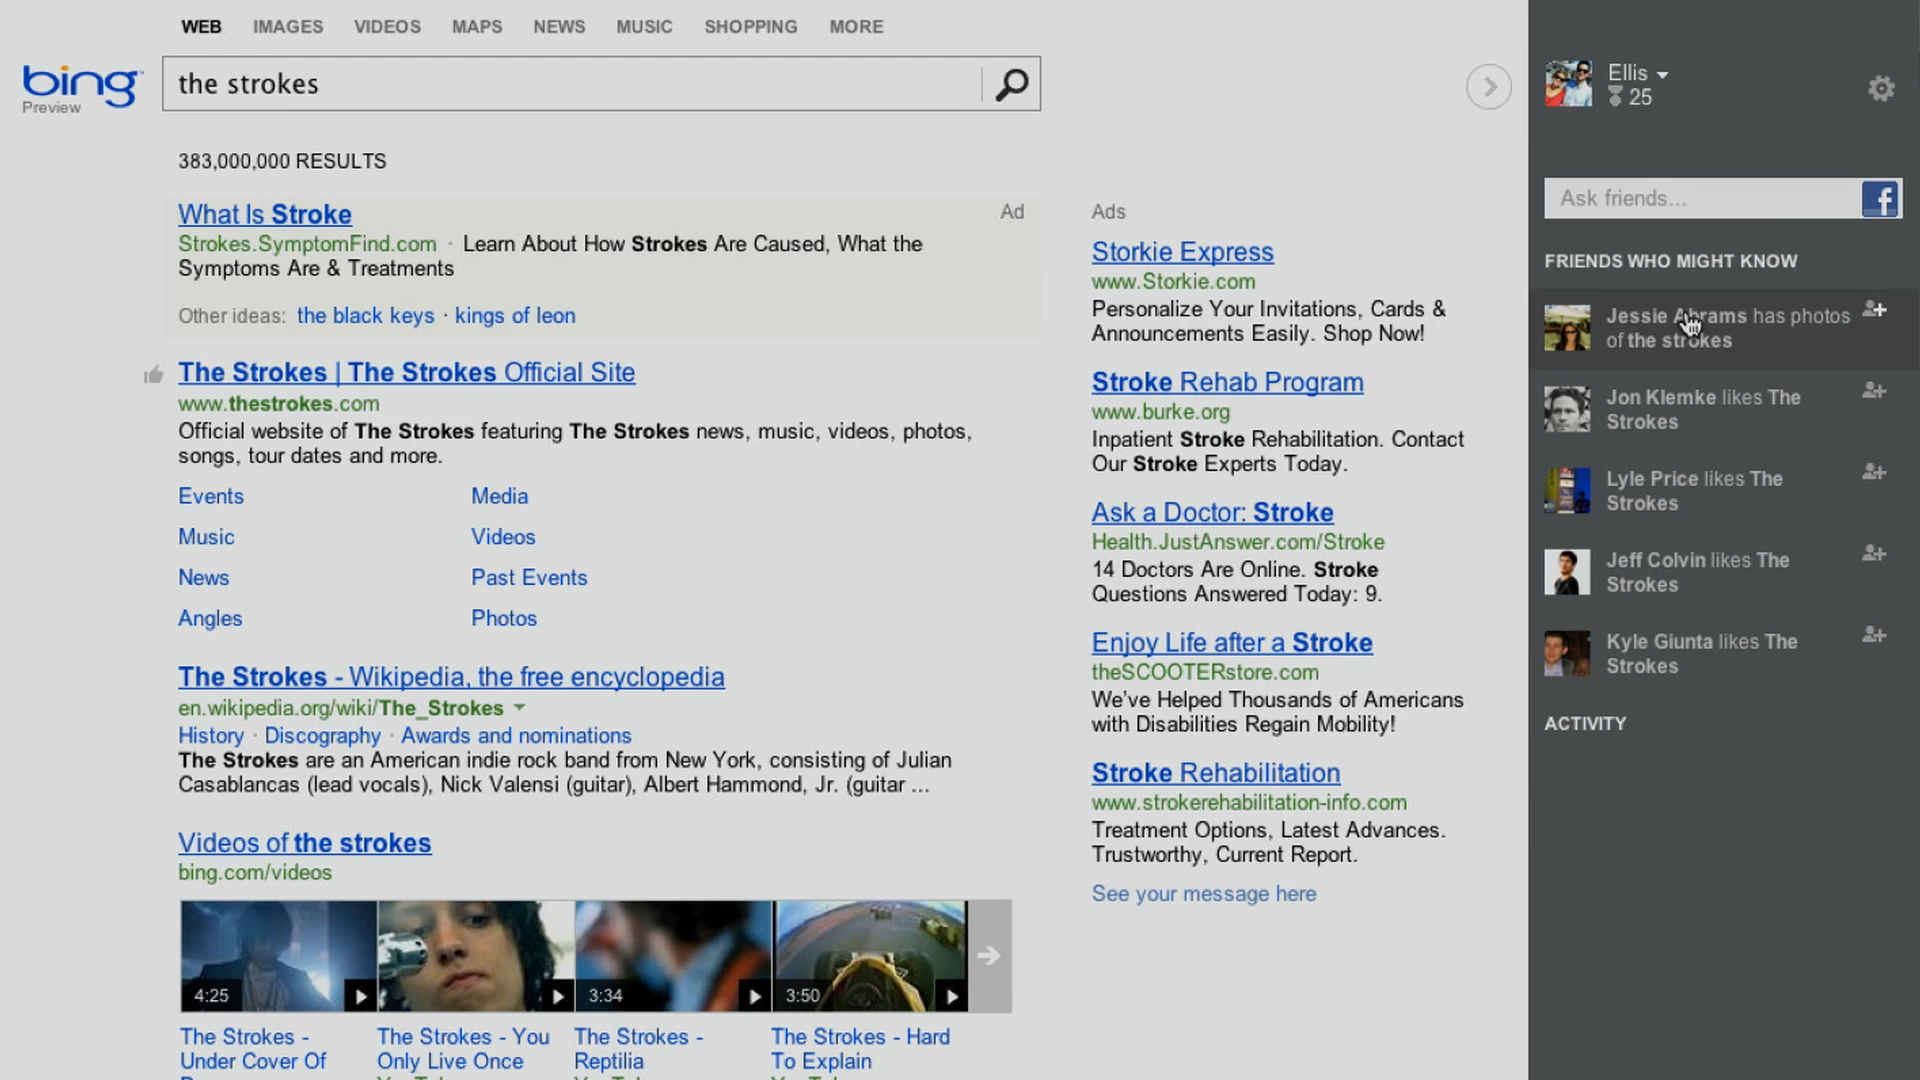 WEB IMAGES VIDEOS MAPS NEWS MUSIC SHOPPING MORE
bing™
Preview
the strokes
383,000,000 RESULTS
What Is Stroke
Ad
Strokes.SymptomFind.com · Learn About How Strokes Are Caused, What the
Symptoms Are & Treatments
Other ideas: the black keys · kings of leon
The Strokes | The Strokes Official Site
www.thestrokes.com
Official website of The Strokes featuring The Strokes news, music, videos, photos,
songs, tour dates and more.
Events Media
Music Videos
News Past Events
Angles Photos
The Strokes - Wikipedia, the free encyclopedia
en.wikipedia.org/wiki/The_Strokes
History · Discography · Awards and nominations
The Strokes are an American indie rock band from New York, consisting of Julian
Casablancas (lead vocals), Nick Valensi (guitar), Albert Hammond, Jr. (guitar ...
Videos of the strokes
bing.com/videos
4:25
3:34
3:50
The Strokes -
Under Cover Of
The Strokes - You
Only Live Once
The Strokes -
Reptilia
The Strokes - Hard
To Explain
Ads
Storkie Express
www.Storkie.com
Personalize Your Invitations, Cards &
Announcements Easily. Shop Now!
Stroke Rehab Program
www.burke.org
Inpatient Stroke Rehabilitation. Contact
Our Stroke Experts Today.
Ask a Doctor: Stroke
Health.JustAnswer.com/Stroke
14 Doctors Are Online. Stroke
Questions Answered Today: 9.
Enjoy Life after a Stroke
theSCOOTERstore.com
We've Helped Thousands of Americans
with Disabilities Regain Mobility!
Stroke Rehabilitation
www.strokerehabilitation-info.com
Treatment Options, Latest Advances.
Trustworthy, Current Report.
See your message here
Ellis
25
Ask friends...
f
FRIENDS WHO MIGHT KNOW
Jessie Abrams has photos
of the strokes
Jon Klemke likes The
Strokes
Lyle Price likes The
Strokes
Jeff Colvin likes The
Strokes
Kyle Giunta likes The
Strokes
ACTIVITY